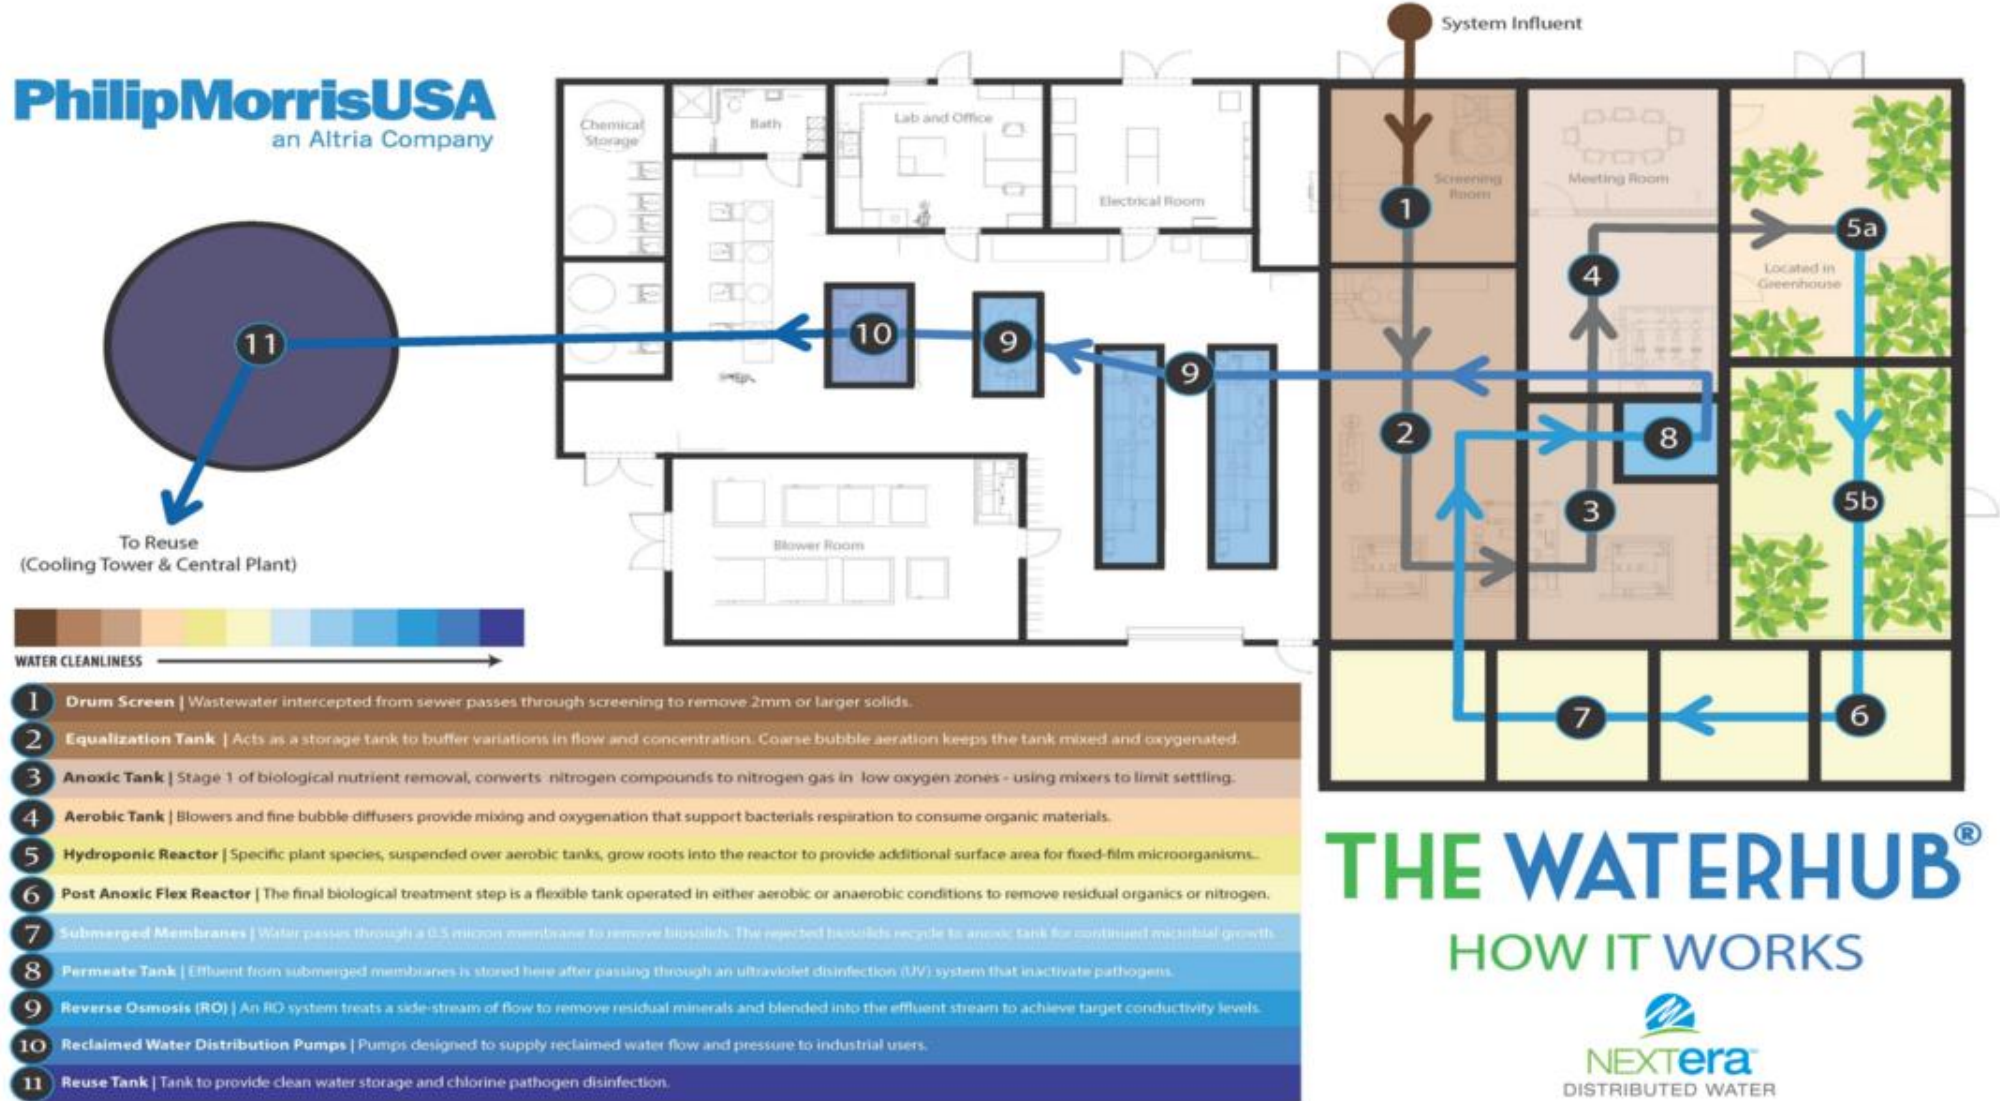 System Influent
PhilipMorrisUSA
an Altria Company
Chemical
Storage
Bath
Lab and Office
Electrical Room
Screening
Room
Meeting Room
1
5a
4
Located in
Greenhouse
11
10
9
9
2
8
3
5b
Blower Room
To Reuse
(Cooling Tower & Central Plant)
7
6
WATER CLEANLINESS
1 Drum Screen | Wastewater intercepted from sewer passes through screening to remove 2mm or larger solids.
2 Equalization Tank | Acts as a storage tank to buffer variations in flow and concentration. Coarse bubble aeration keeps the tank mixed and oxygenated.
3 Anoxic Tank | Stage 1 of biological nutrient removal, converts nitrogen compounds to nitrogen gas in low oxygen zones - using mixers to limit settling.
4 Aerobic Tank | Blowers and fine bubble diffusers provide mixing and oxygenation that support bacterials respiration to consume organic materials.
5 Hydroponic Reactor | Specific plant species, suspended over aerobic tanks, grow roots into the reactor to provide additional surface area for fixed-film microorganisms..
6 Post Anoxic Flex Reactor | The final biological treatment step is a flexible tank operated in either aerobic or anaerobic conditions to remove residual organics or nitrogen.
7 Submerged Membranes | Water passes through a 0.5 micron membrane to remove biosolids. The rejected biosolids recycle to anoxic tank for continued microbial growth.
8 Permeate Tank | Effluent from submerged membranes is stored here after passing through an ultraviolet disinfection (UV) system that inactivate pathogens.
9 Reverse Osmosis (RO) | An RO system treats a side-stream of flow to remove residual minerals and blended into the effluent stream to achieve target conductivity levels.
10 Reclaimed Water Distribution Pumps | Pumps designed to supply reclaimed water flow and pressure to industrial users.
11 Reuse Tank | Tank to provide clean water storage and chlorine pathogen disinfection.
THE WATERHUB®
HOW IT WORKS
NEXTera
DISTRIBUTED WATER